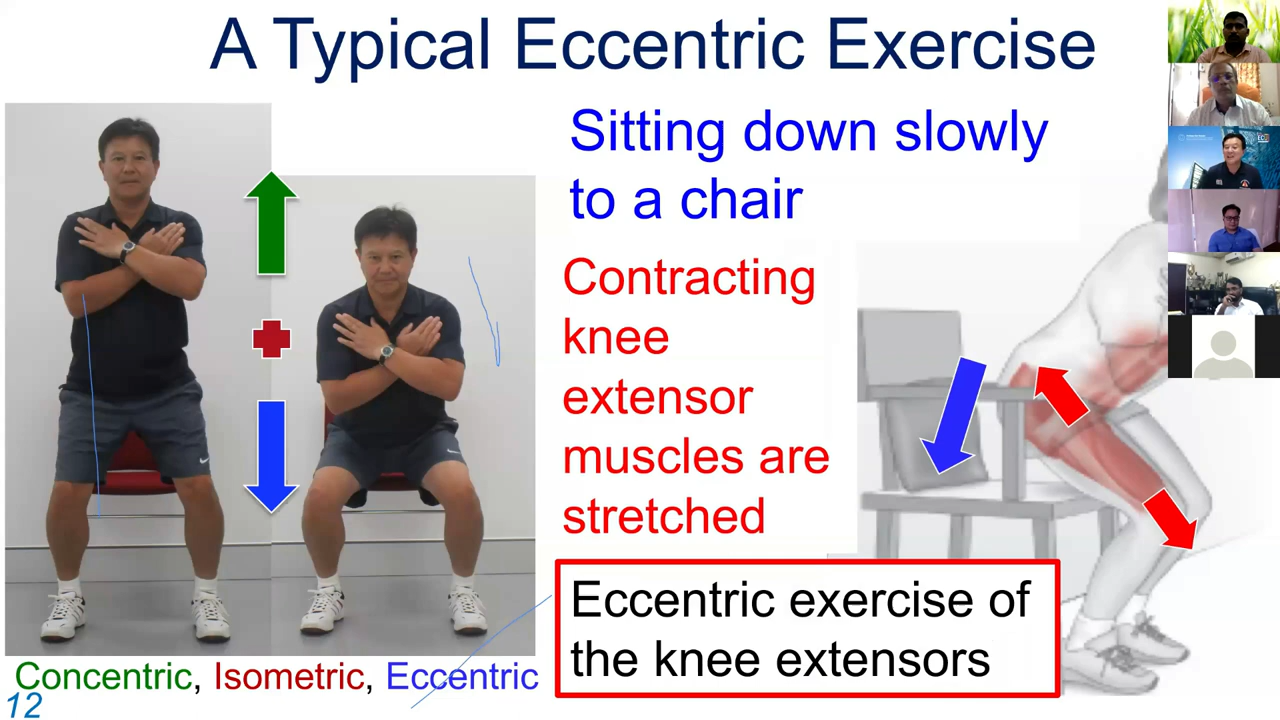 A Typical Eccentric Exercise
Sitting down slowly
to a chair
Contracting
knee
extensor
muscles are
stretched
Eccentric exercise of
the knee extensors
Concentric, Isometric, Eccentric
12